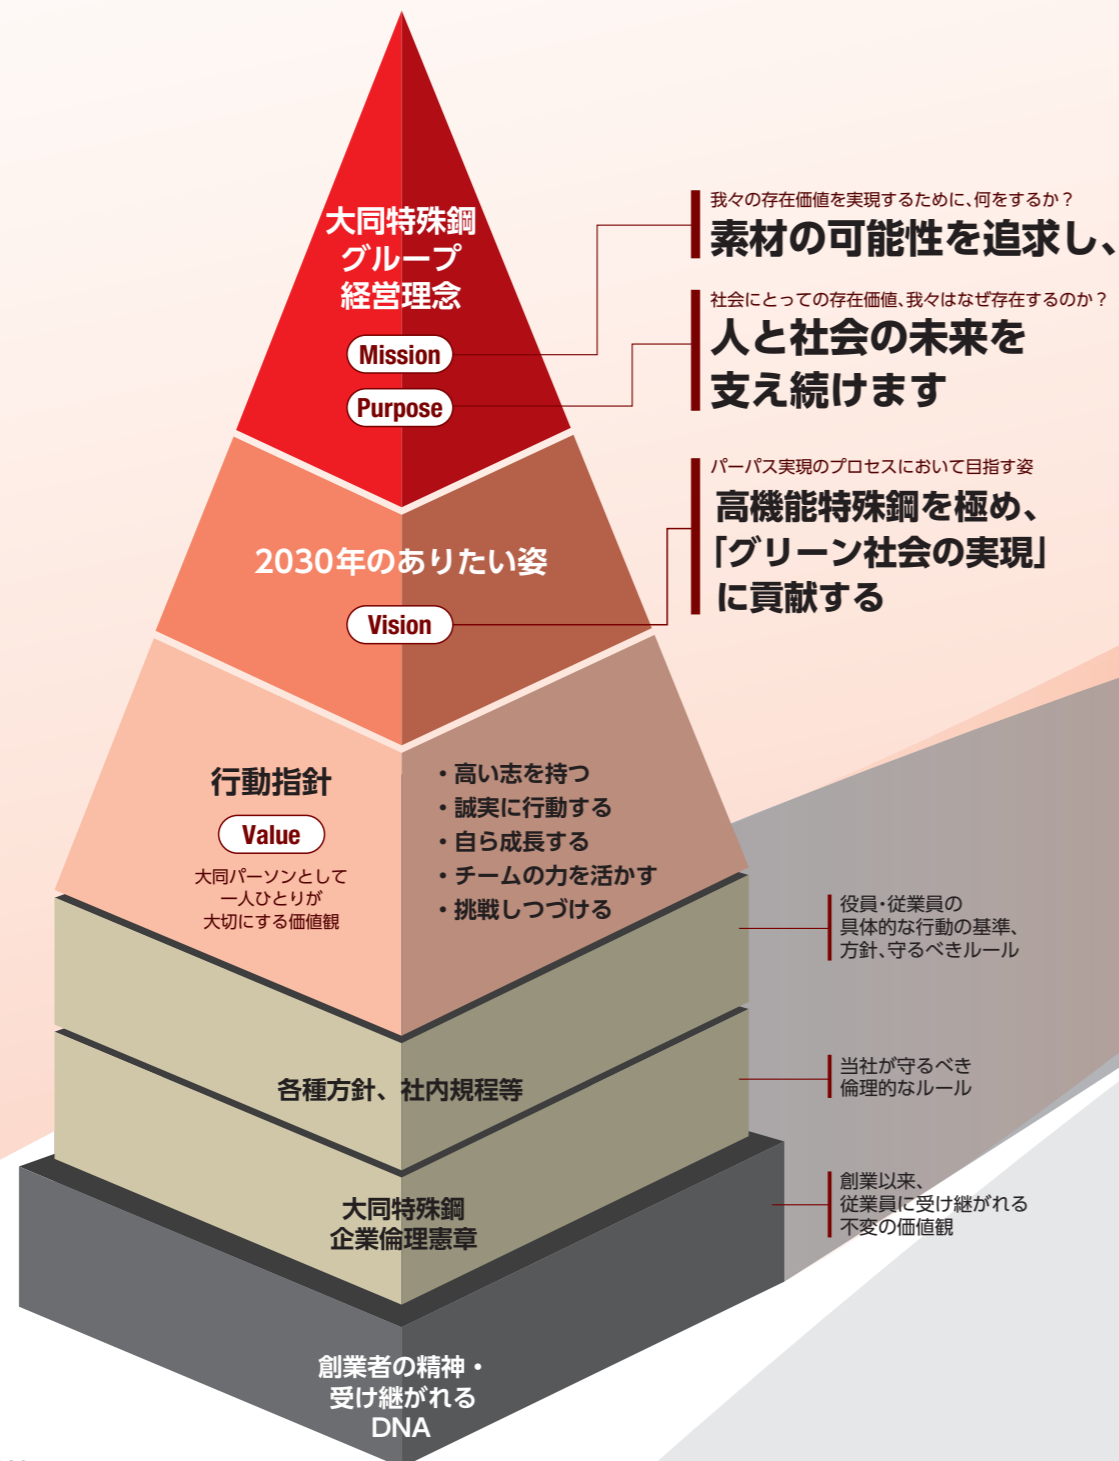 大同特殊鋼
グループ
経営理念
Mission
Purpose
我々の存在価値を実現するために、何をするか？
素材の可能性を追求し、
社会にとっての存在価値、我々はなぜ存在するのか？
人と社会の未来を
支え続けます
2030年のありたい姿
Vision
パーパス実現のプロセスにおいて目指す姿
高機能特殊鋼を極め、
「グリーン社会の実現」
に貢献する
行動指針
Value
大同パーソンとして
一人ひとりが
大切にする価値観
・高い志を持つ
・誠実に行動する
・自ら成長する
・チームの力を活かす
・挑戦しつづける
各種方針、社内規程等
役員・従業員の
具体的な行動の基準、
方針、守るべきルール
大同特殊鋼
企業倫理憲章
当社が守るべき
倫理的なルール
創業者の精神・
受け継がれる
DNA
創業以来、
従業員に受け継がれる
不変の価値観